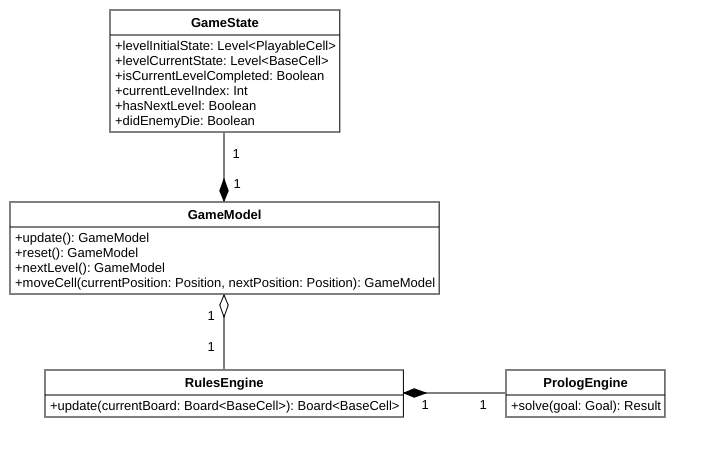 GameState
+levelInitialState: Level<PlayableCell>
+levelCurrentState: Level<BaseCell>
+isCurrentLevelCompleted: Boolean
+currentLevelIndex: Int
+hasNextLevel: Boolean
+didEnemyDie: Boolean
1
1
GameModel
+update(): GameModel
+reset(): GameModel
+nextLevel(): GameModel
+moveCell(currentPosition: Position, nextPosition: Position): GameModel
1
1
RulesEngine
+update(currentBoard: Board<BaseCell>): Board<BaseCell>
1
1
PrologEngine
+solve(goal: Goal): Result